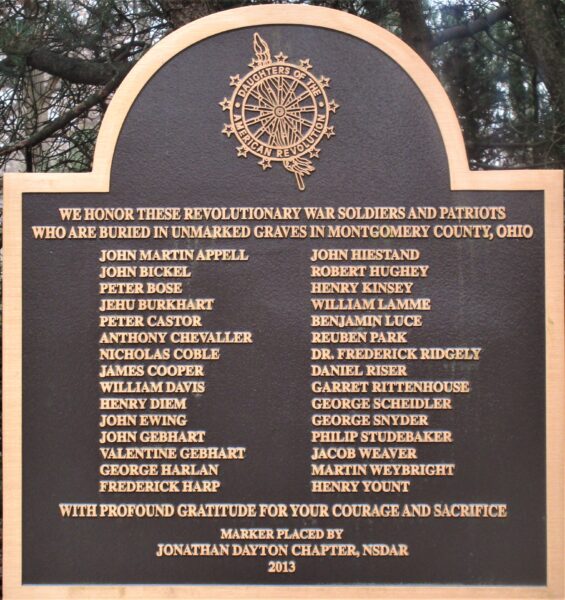 DAUGHTERS OF THE
AMERICAN REVOLUTION
WE HONOR THESE REVOLUTIONARY WAR SOLDIERS AND PATRIOTS
WHO ARE BURIED IN UNMARKED GRAVES IN MONTGOMERY COUNTY, OHIO
JOHN MARTIN APPELL
JOHN BICKEL
PETER BOSE
JEHU BURKHART
PETER CASTOR
ANTHONY CHEVALLER
NICHOLAS COBLE
JAMES COOPER
WILLIAM DAVIS
HENRY DIEM
JOHN EWING
JOHN GEBHART
VALENTINE GEBHART
GEORGE HARLAN
FREDERICK HARP
JOHN HIESTAND
ROBERT HUGHEY
HENRY KINSEY
WILLIAM LAMME
BENJAMIN LUCE
REUBEN PARK
DR. FREDERICK RIDGELY
DANIEL RISER
GARRET RITTENHOUSE
GEORGE SCHEIDLER
GEORGE SNYDER
PHILIP STUDEBAKER
JACOB WEAVER
MARTIN WEYBRIGHT
HENRY YOUNT
WITH PROFOUND GRATITUDE FOR YOUR COURAGE AND SACRIFICE
MARKER PLACED BY
JONATHAN DAYTON CHAPTER, NSDAR
2013